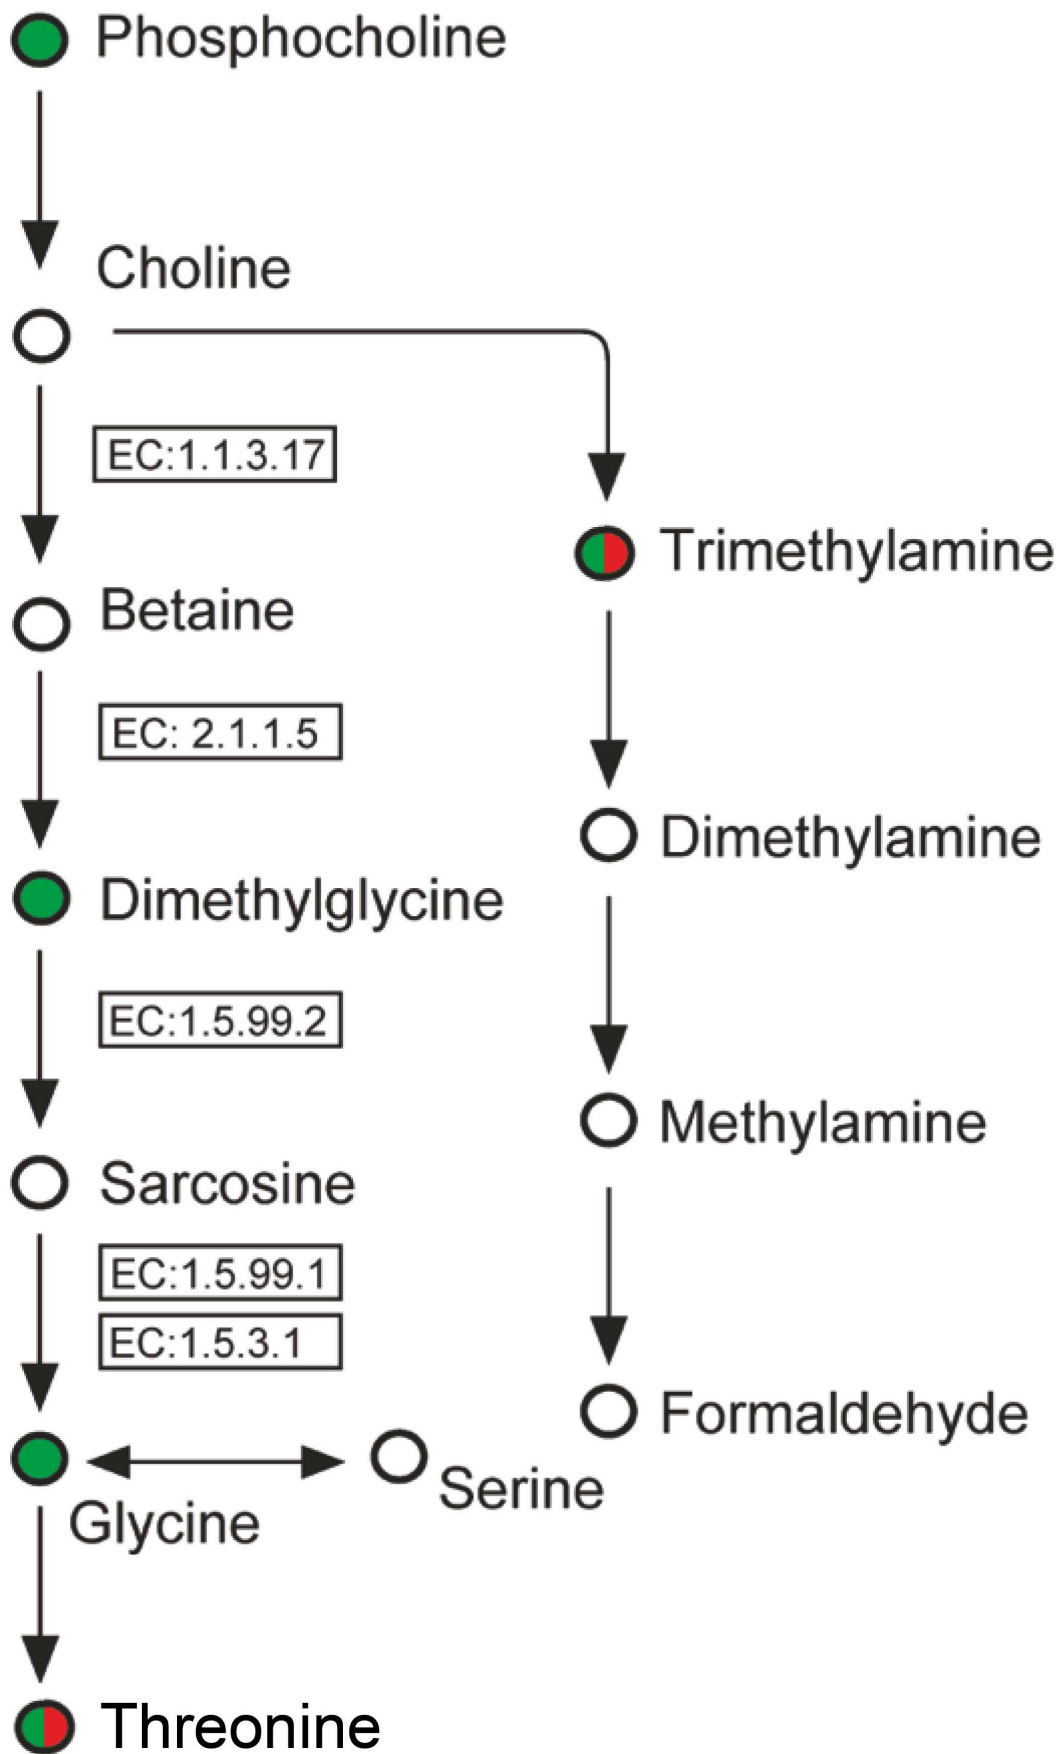 Phosphocholine
Choline
EC:1.1.3.17
Trimethylamine
Betaine
EC: 2.1.1.5
Dimethylamine
Dimethylglycine
EC:1.5.99.2
Methylamine
Sarcosine
EC:1.5.99.1
EC:1.5.3.1
Formaldehyde
Serine
Glycine
Threonine